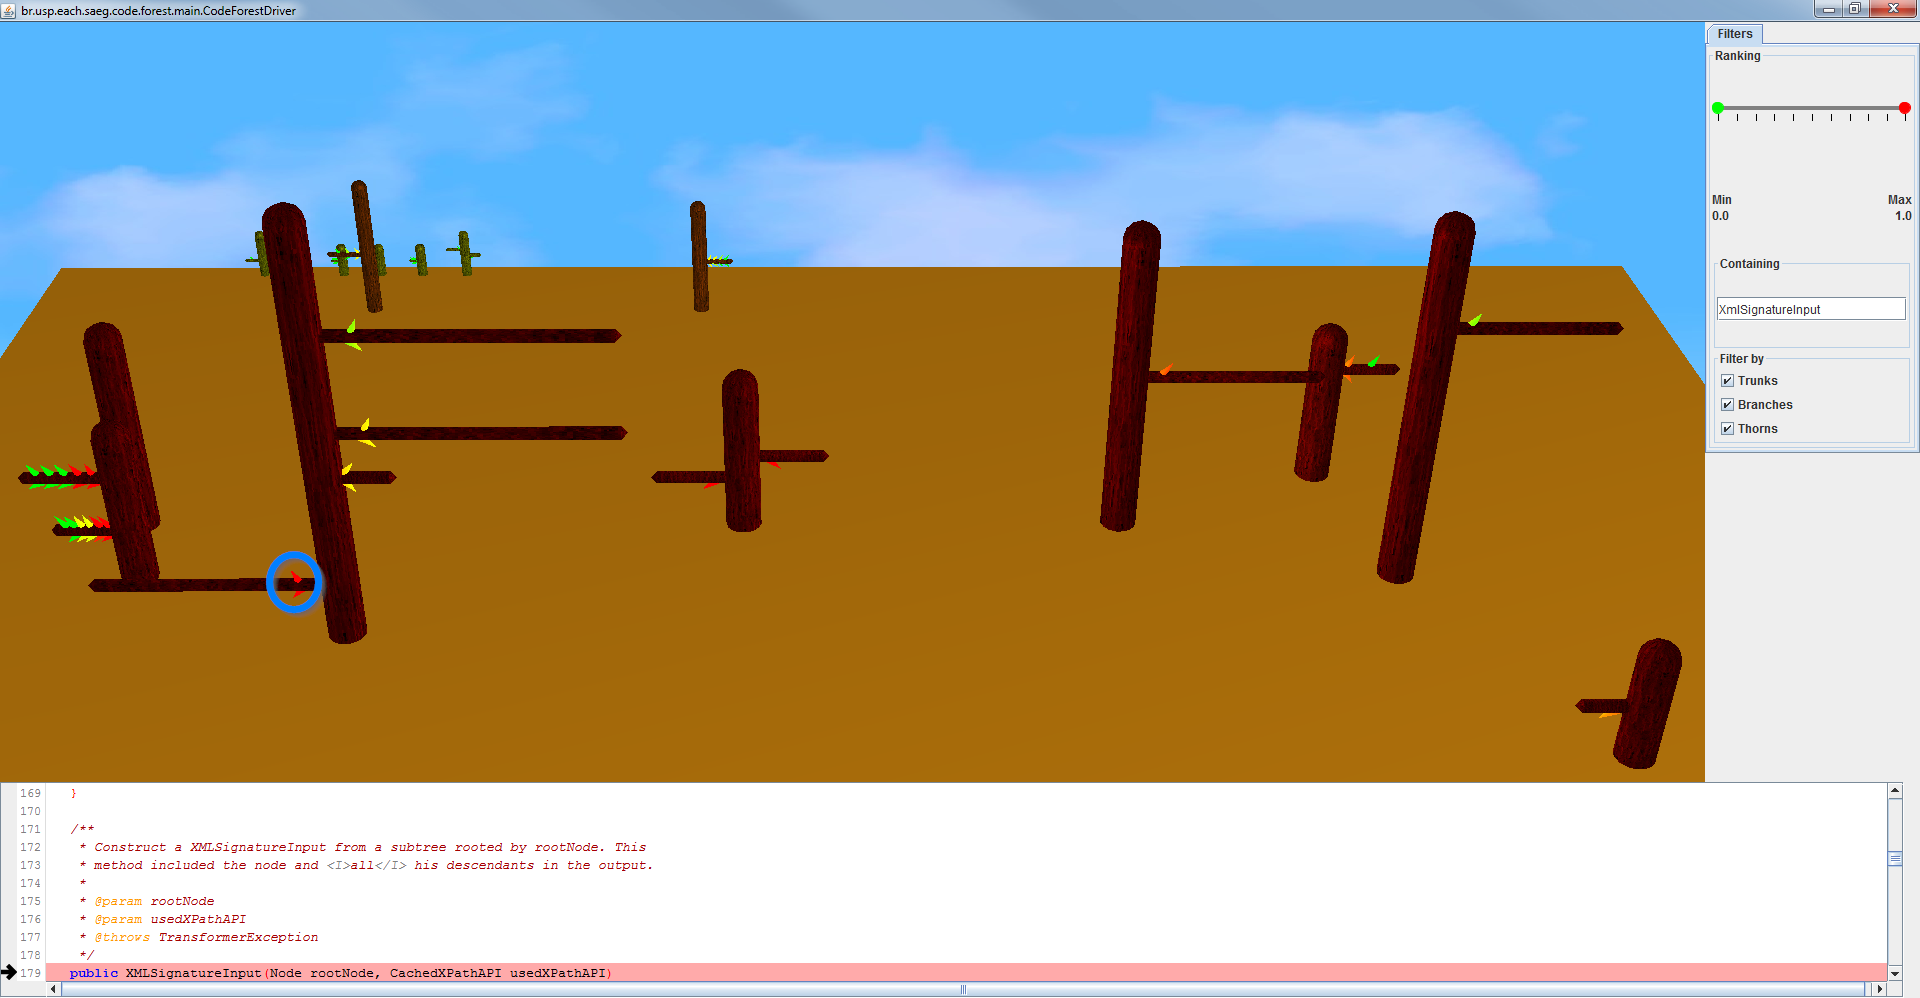 br.usp.each.saeg.code.forest.main.CodeForestDriver
Filters
Ranking
Min Max
0.0 1.0
Containing
XmlSignatureInput
Filter by
Trunks
Branches
Thorns
169 }
170
171 /**
172 * Construct a XMLSignatureInput from a subtree rooted by rootNode. This
173 * method included the node and <I>all</I> his descendants in the output.
174 *
175 * @param rootNode
176 * @param usedXPathAPI
177 * @throws TransformerException
178 */
179 public XMLSignatureInput(Node rootNode, CachedXPathAPI usedXPathAPI)